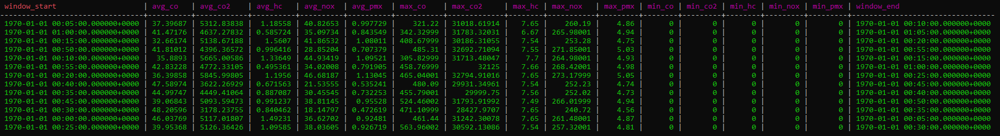 window_start | avg_co | avg_co2 | avg_hc | avg_nox | avg_pmx | max_co | max_co2 | max_hc | max_nox | max_pmx | min_co | min_co2 | min_hc | min_nox | min_pmx | window_end
1970-01-01 00:05:00.000000+0000 | 37.39687 | 5312.83838 | 1.18558 | 40.82653 | 0.997729 | 321.22 | 31018.61914 | 7.65 | 260.19 | 4.86 | 0 | 0 | 0 | 0 | 0 | 1970-01-01 00:10:00.000000+0000
1970-01-01 01:00:00.000000+0000 | 41.47176 | 4637.27832 | 0.585724 | 35.09734 | 0.843549 | 342.32999 | 31783.32031 | 6.67 | 265.98001 | 4.94 | 0 | 0 | 0 | 0 | 0 | 1970-01-01 01:05:00.000000+0000
1970-01-01 00:15:00.000000+0000 | 32.66174 | 5138.67188 | 1.5607 | 41.86532 | 1.08011 | 408.67999 | 30186.31055 | 7.54 | 253.28 | 4.75 | 0 | 0 | 0 | 0 | 0 | 1970-01-01 00:20:00.000000+0000
1970-01-01 00:50:00.000000+0000 | 41.81012 | 4396.36572 | 0.996416 | 28.85204 | 0.707379 | 485.31 | 32692.71094 | 7.55 | 271.85001 | 5.03 | 0 | 0 | 0 | 0 | 0 | 1970-01-01 00:55:00.000000+0000
1970-01-01 00:10:00.000000+0000 | 35.8893 | 5665.00586 | 1.33649 | 44.93419 | 1.09521 | 305.82999 | 31713.48047 | 7.7 | 264.98001 | 4.93 | 0 | 0 | 0 | 0 | 0 | 1970-01-01 00:15:00.000000+0000
1970-01-01 00:55:00.000000+0000 | 42.83228 | 4772.33105 | 0.495361 | 34.02008 | 0.791905 | 458.76999 | 32125 | 7.66 | 268.42001 | 4.98 | 0 | 0 | 0 | 0 | 0 | 1970-01-01 01:00:00.000000+0000
1970-01-01 00:20:00.000000+0000 | 36.39858 | 5845.99805 | 1.1956 | 46.68187 | 1.13045 | 465.04001 | 32794.91016 | 7.65 | 273.17999 | 5.05 | 0 | 0 | 0 | 0 | 0 | 1970-01-01 00:25:00.000000+0000
1970-01-01 00:40:00.000000+0000 | 47.58974 | 3622.26929 | 0.671563 | 21.53555 | 0.535241 | 480.09 | 29931.34961 | 7.54 | 252.23 | 4.74 | 0 | 0 | 0 | 0 | 0 | 1970-01-01 00:45:00.000000+0000
1970-01-01 00:35:00.000000+0000 | 44.99747 | 4449.41064 | 0.887087 | 30.45545 | 0.732253 | 455.79001 | 29999.75 | 7.56 | 252.02 | 4.73 | 0 | 0 | 0 | 0 | 0 | 1970-01-01 00:40:00.000000+0000
1970-01-01 00:45:00.000000+0000 | 39.06843 | 5093.59473 | 0.991237 | 38.81145 | 0.95528 | 524.46002 | 31793.91992 | 7.49 | 266.01999 | 4.94 | 0 | 0 | 0 | 0 | 0 | 1970-01-01 00:50:00.000000+0000
1970-01-01 00:30:00.000000+0000 | 48.20596 | 3178.23755 | 0.840462 | 18.14797 | 0.472619 | 471.10999 | 28427.9707 | 7.65 | 240.72 | 4.56 | 0 | 0 | 0 | 0 | 0 | 1970-01-01 00:35:00.000000+0000
1970-01-01 00:00:00.000000+0000 | 46.03769 | 5117.01807 | 1.49231 | 36.62702 | 0.92481 | 461.44 | 31242.30078 | 7.65 | 261.48001 | 4.87 | 0 | 0 | 0 | 0 | 0 | 1970-01-01 00:05:00.000000+0000
1970-01-01 00:25:00.000000+0000 | 39.95368 | 5126.36426 | 1.09585 | 38.03605 | 0.926719 | 563.96002 | 30592.13086 | 7.54 | 257.32001 | 4.81 | 0 | 0 | 0 | 0 | 0 | 1970-01-01 00:30:00.000000+0000